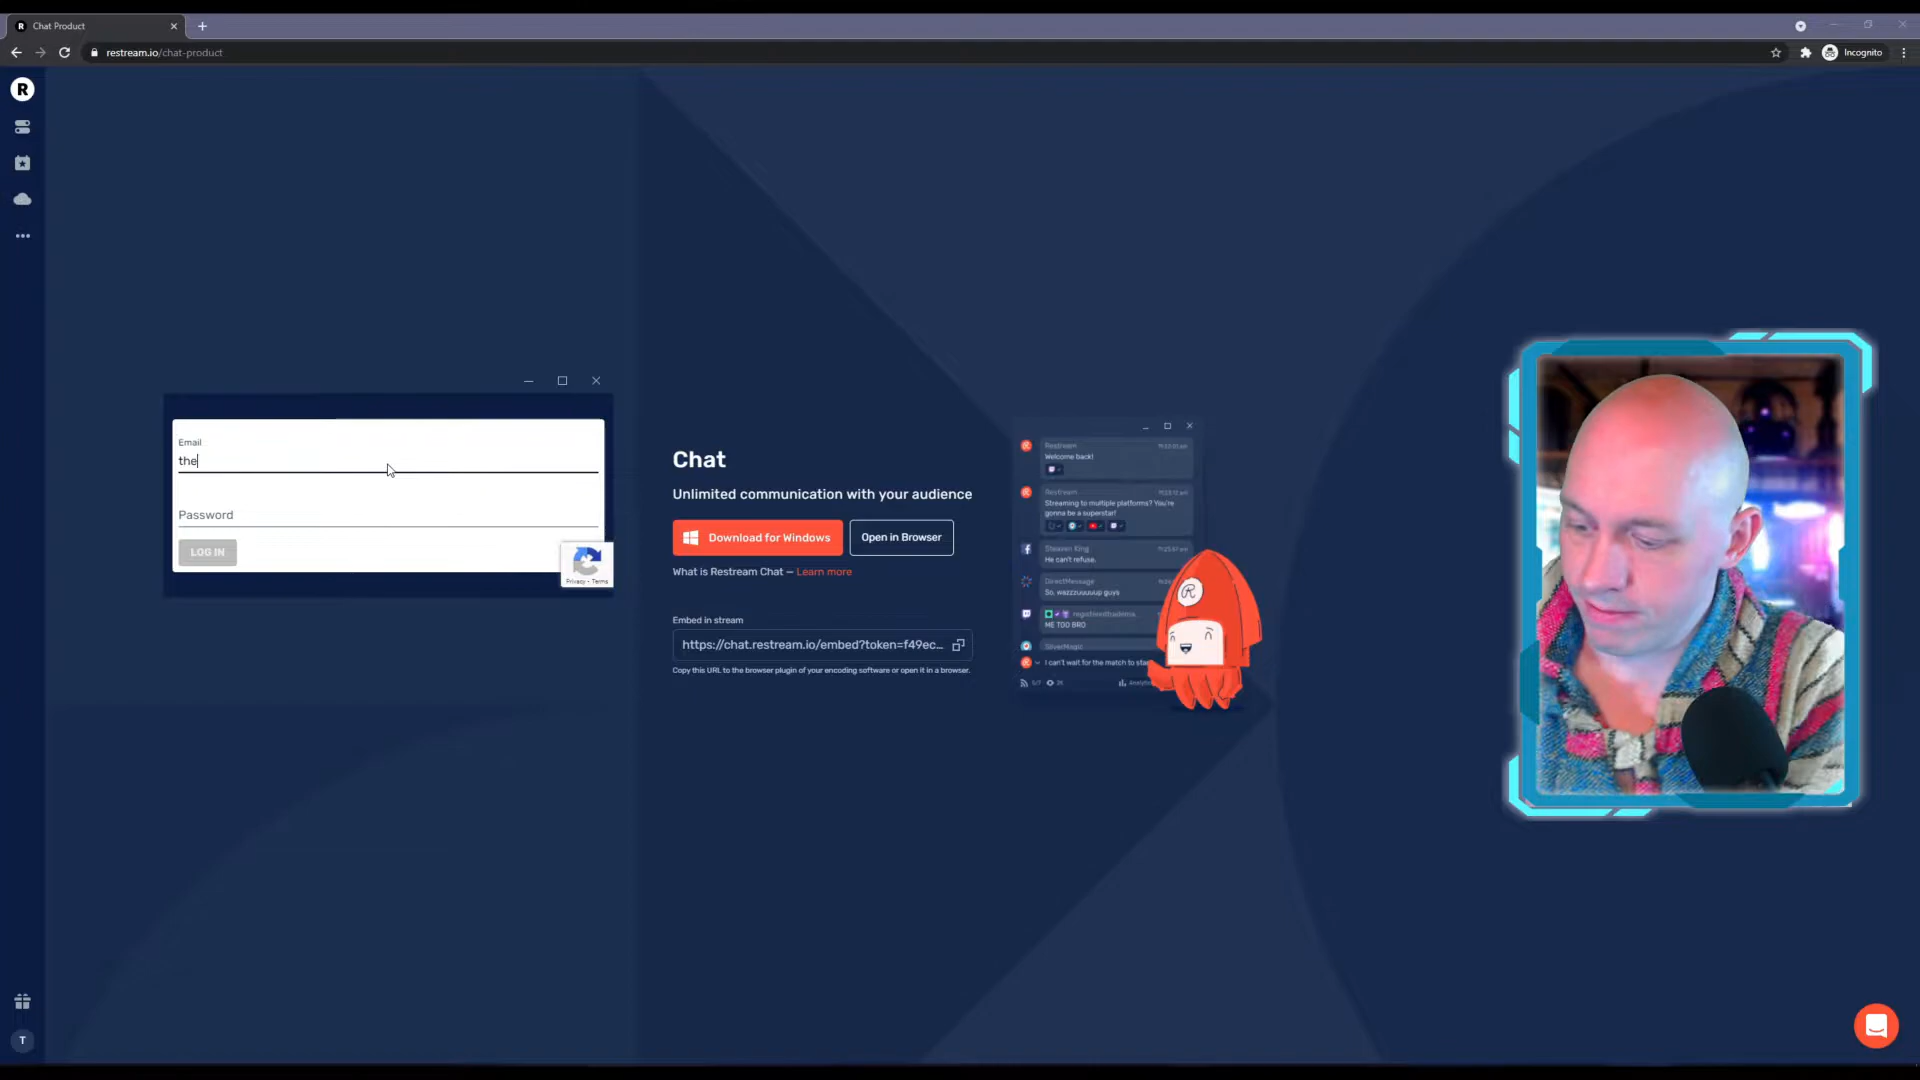 R Chat Product
restream.io/chat-product
Incognito
R
Email
the
Password
LOG IN
Privacy - Terms
Chat
Unlimited communication with your audience
Download for Windows
Open in Browser
What is Restream Chat — Learn more
Embed in stream
https://chat.restream.io/embed?token=f49ec...
Copy this URL to the browser plugin of your encoding software or open it in a browser.
Restream
Welcome back!
Restream
Streaming to multiple platforms? You're
gonna be a superstar!
Steaven King
He can't refuse.
DirectMessage
So, wazzzuuuuup guys
ME TOO BRO
SilverMagic
I can't wait for the match to
R
T